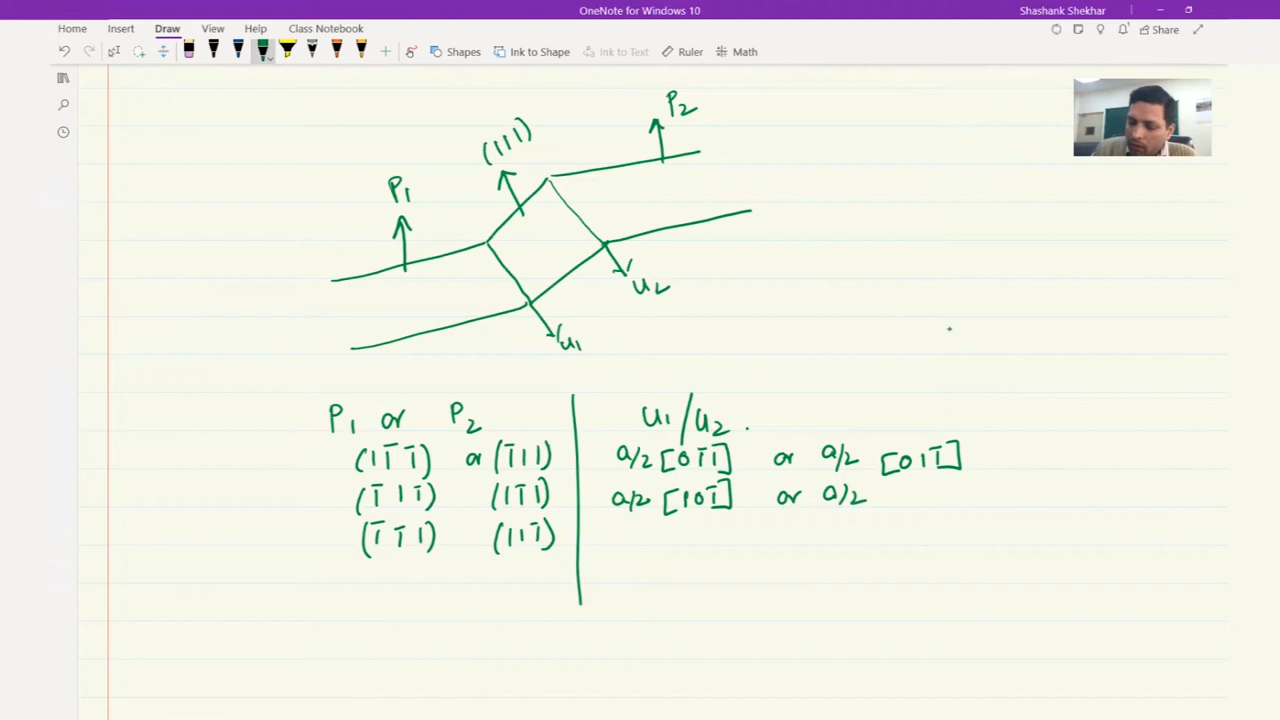 OneNote for Windows 10
Shashank Shekhar
Home Insert Draw View Help Class Notebook
Shapes Ink to Shape Ink to Text Ruler Math Share
P₂
(111)
P₁
u₂
u₁
P₁ or P₂ u₁/u₂.
(11̄1̄) or (1̄11) a/2 [01̄1̄] or a/2 [011̄]
(1̄11̄) (11̄1) a/2 [101̄] or a/2
(1̄1̄1) (111̄)